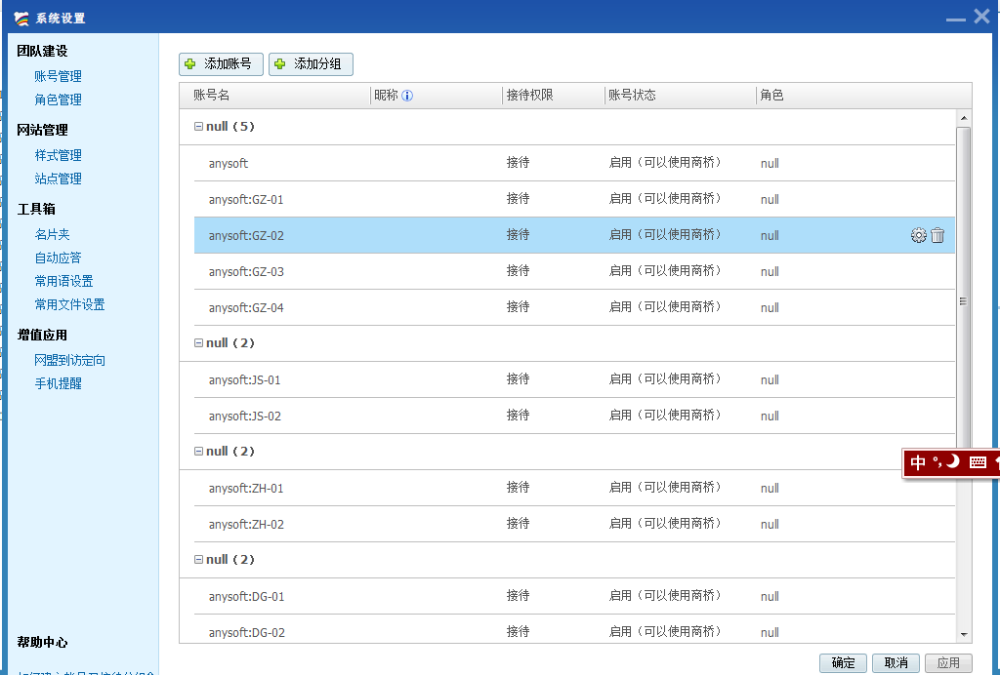 系统设置
团队建设
账号管理
角色管理
网站管理
样式管理
站点管理
工具箱
名片夹
自动应答
常用语设置
常用文件设置
增值应用
网盟到访定向
手机提醒
帮助中心
添加账号 添加分组
账号名 昵称 接待权限 账号状态 角色
null (5)
anysoft 接待 启用（可以使用商桥） null
anysoft:GZ-01 接待 启用（可以使用商桥） null
anysoft:GZ-02 接待 启用（可以使用商桥） null
anysoft:GZ-03 接待 启用（可以使用商桥） null
anysoft:GZ-04 接待 启用（可以使用商桥） null
null (2)
anysoft:JS-01 接待 启用（可以使用商桥） null
anysoft:JS-02 接待 启用（可以使用商桥） null
null (2)
anysoft:ZH-01 接待 启用（可以使用商桥） null
anysoft:ZH-02 接待 启用（可以使用商桥） null
null (2)
anysoft:DG-01 接待 启用（可以使用商桥） null
anysoft:DG-02 接待 启用（可以使用商桥） null
中 °,
确定 取消 应用